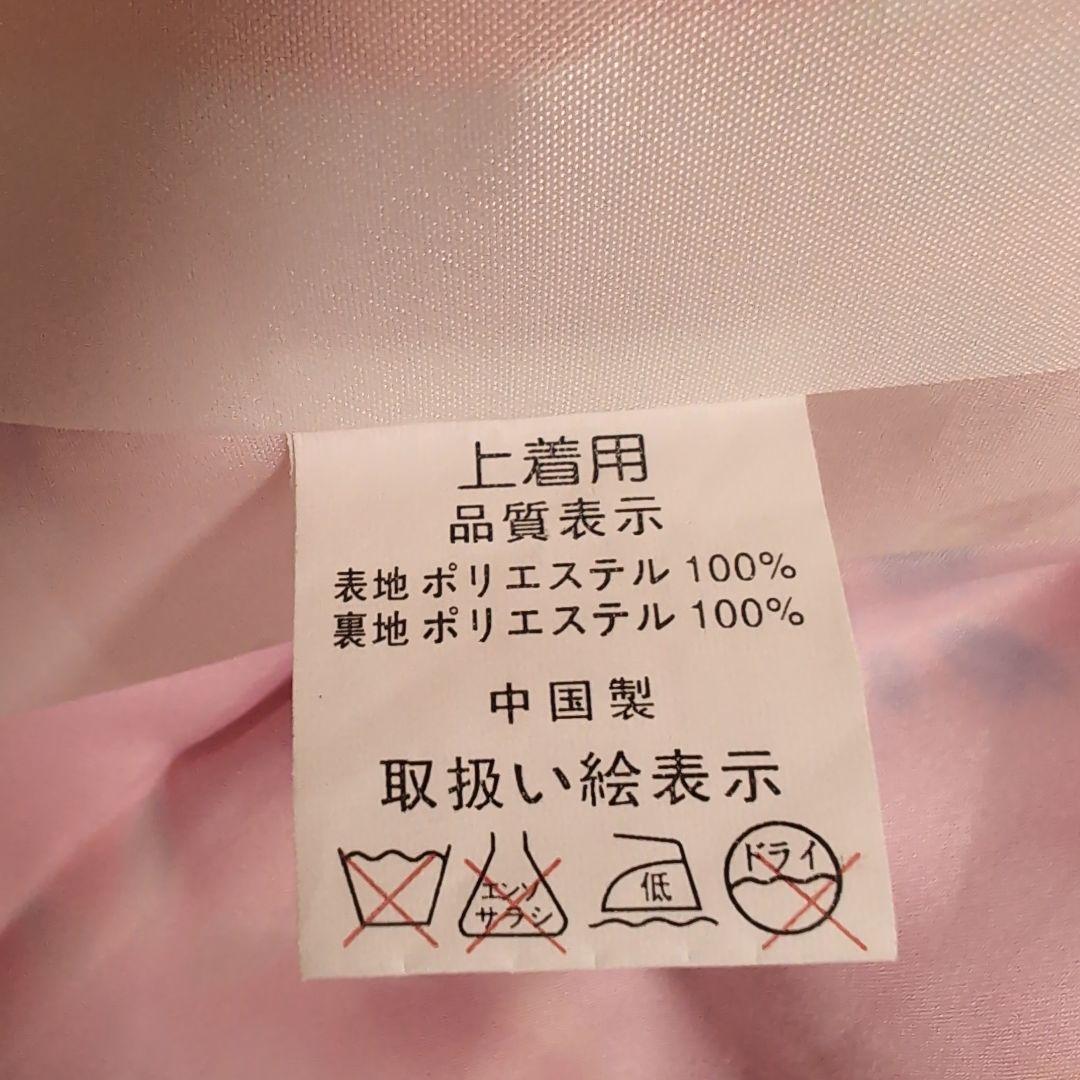 上着用
品質表示
表地 ポリエステル 100%
裏地 ポリエステル 100%
中国製
取扱い絵表示
エンソ
サラシ
低
ドライ